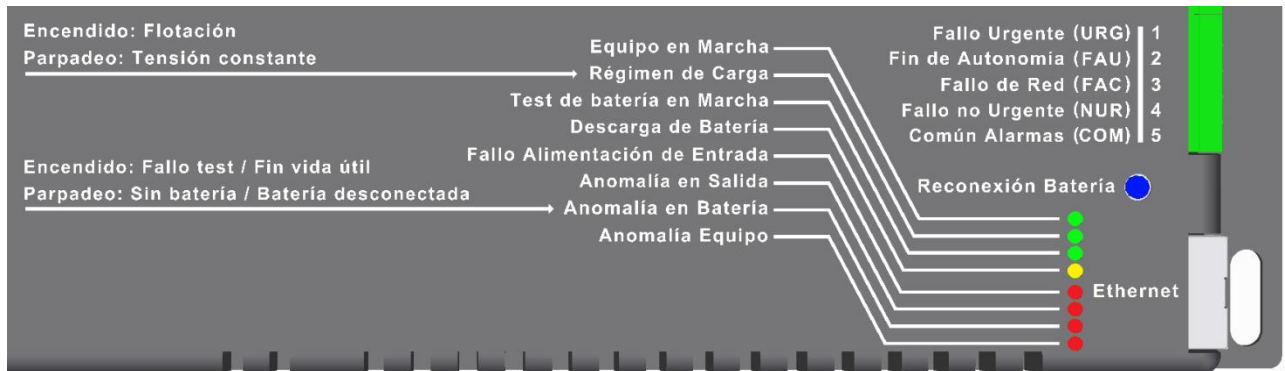 Encendido: Flotación
Parpadeo: Tensión constante
Encendido: Fallo test / Fin vida útil
Parpadeo: Sin batería / Batería desconectada
Equipo en Marcha
Régimen de Carga
Test de batería en Marcha
Descarga de Batería
Fallo Alimentación de Entrada
Anomalía en Salida
Anomalía en Batería
Anomalía Equipo
Fallo Urgente (URG) 1
Fin de Autonomía (FAU) 2
Fallo de Red (FAC) 3
Fallo no Urgente (NUR) 4
Común Alarmas (COM) 5
Reconexión Batería
Ethernet